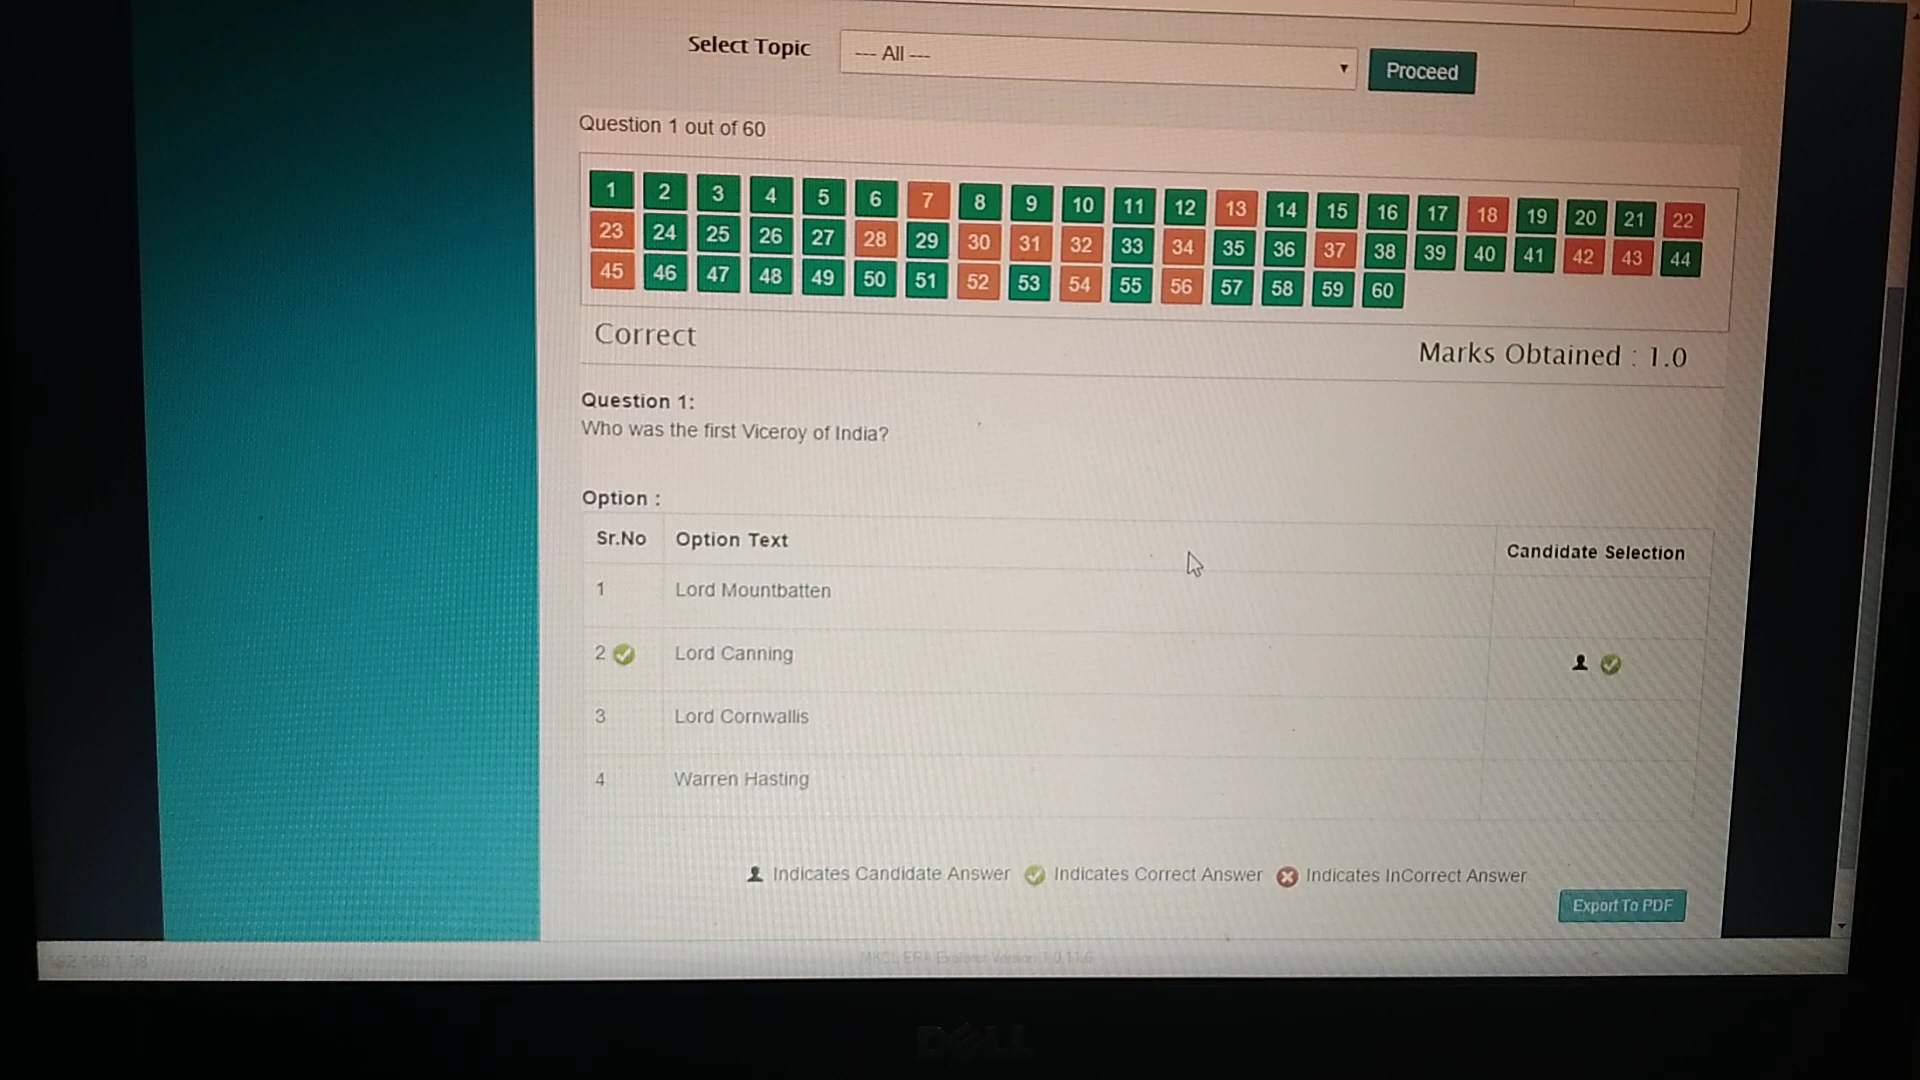 Select Topic --- All --- Proceed
Question 1 out of 60
1 2 3 4 5 6 7 8 9 10 11 12 13 14 15 16 17 18 19 20 21 22
23 24 25 26 27 28 29 30 31 32 33 34 35 36 37 38 39 40 41 42 43 44
45 46 47 48 49 50 51 52 53 54 55 56 57 58 59 60
Correct
Marks Obtained : 1.0
Question 1:
Who was the first Viceroy of India?
Option :
Sr.No Option Text Candidate Selection
1 Lord Mountbatten
2 Lord Canning
3 Lord Cornwallis
4 Warren Hasting
Indicates Candidate Answer Indicates Correct Answer Indicates InCorrect Answer
Export To PDF
Version
DELL